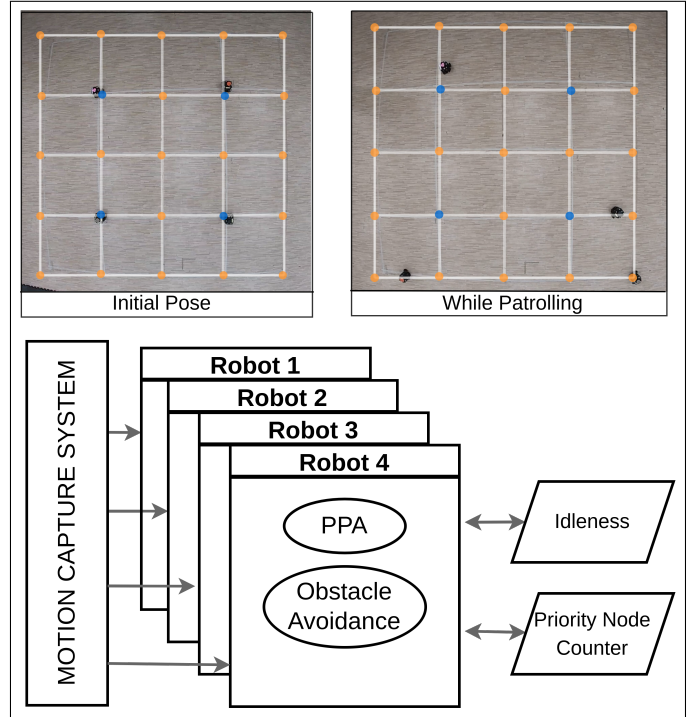 Initial Pose
While Patrolling
MOTION CAPTURE SYSTEM
Robot 1
Robot 2
Robot 3
Robot 4
PPA
Obstacle
Avoidance
Idleness
Priority Node
Counter